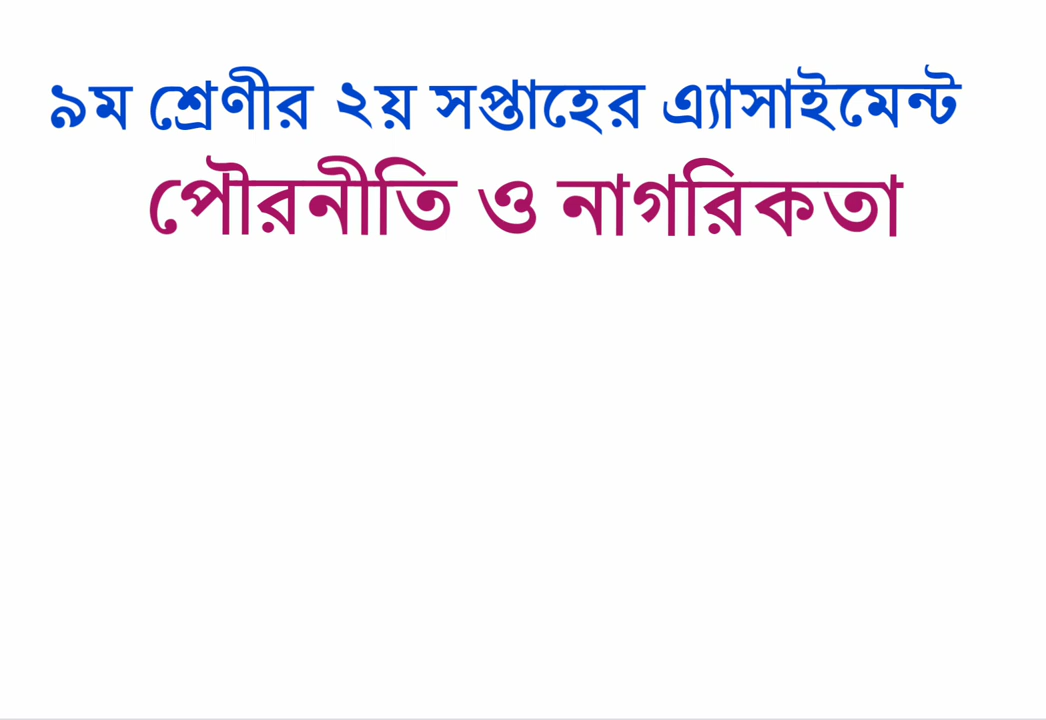 ৯ম শ্রেণীর ২য় সপ্তাহের এ্যাসাইমেন্ট
পৌরনীতি ও নাগরিকতা